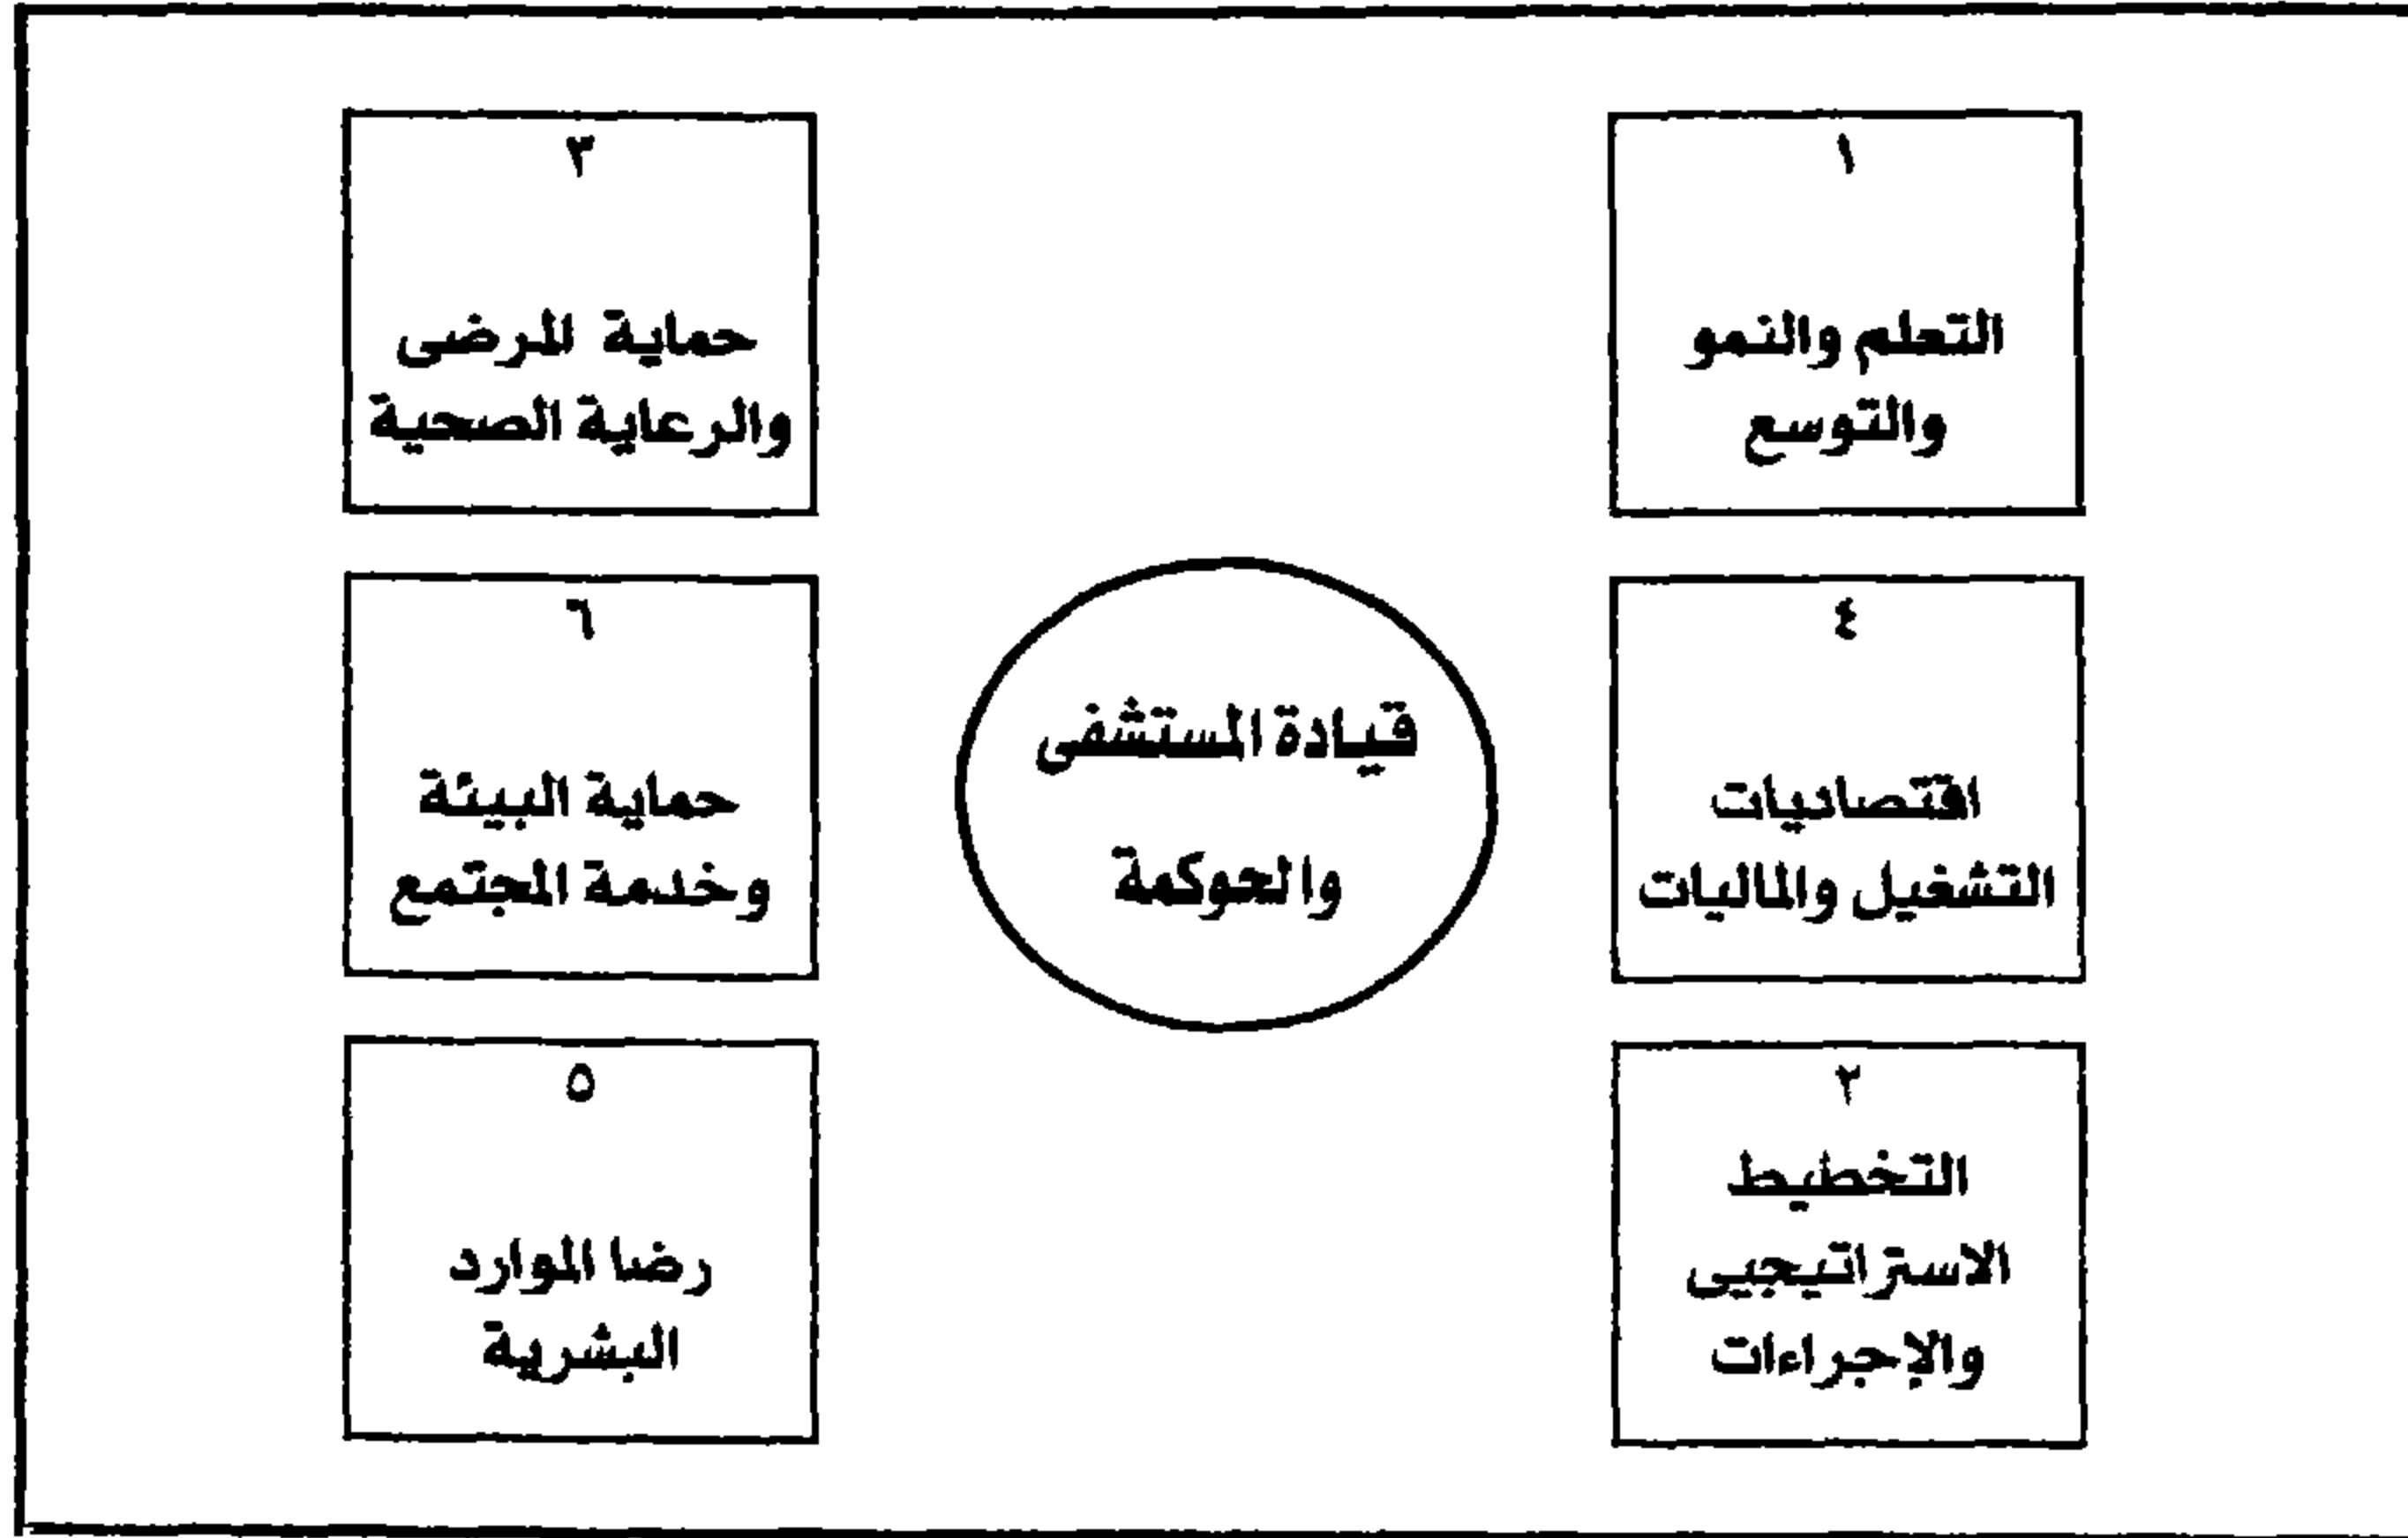 ١
التعلم والنمو
والتوسع
٣
حماية المرضى
والرعاية الصحية
٤
اقتصاديات
التشغيل والماليات
قيادة المستشفى
والحوكمة
٦
حماية البيئة
وخدمة المجتمع
٢
التخطيط
الاستراتيجيى
والإجراءات
٥
رضا الموارد
البشرية